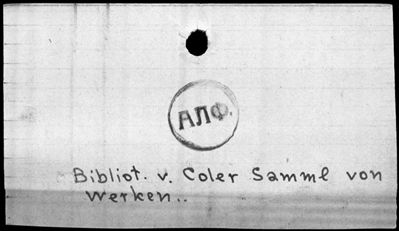 АЛФ.
Bibliot. v. Coler Samml von
Werken..